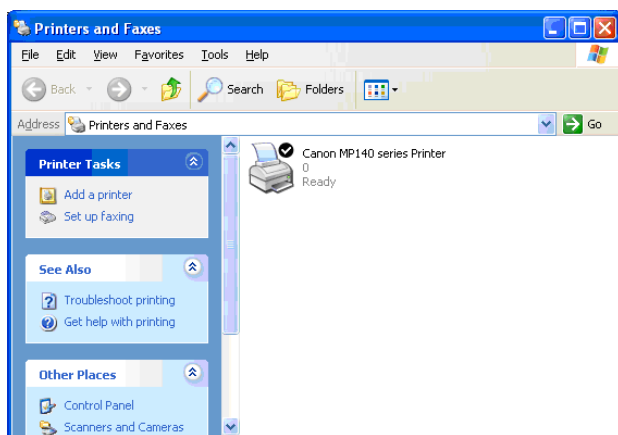 Printers and Faxes
File Edit View Favorites Tools Help
Back Search Folders
Address Printers and Faxes Go
Printer Tasks
Add a printer
Set up faxing
See Also
Troubleshoot printing
Get help with printing
Other Places
Control Panel
Scanners and Cameras
Canon MP140 series Printer
0
Ready